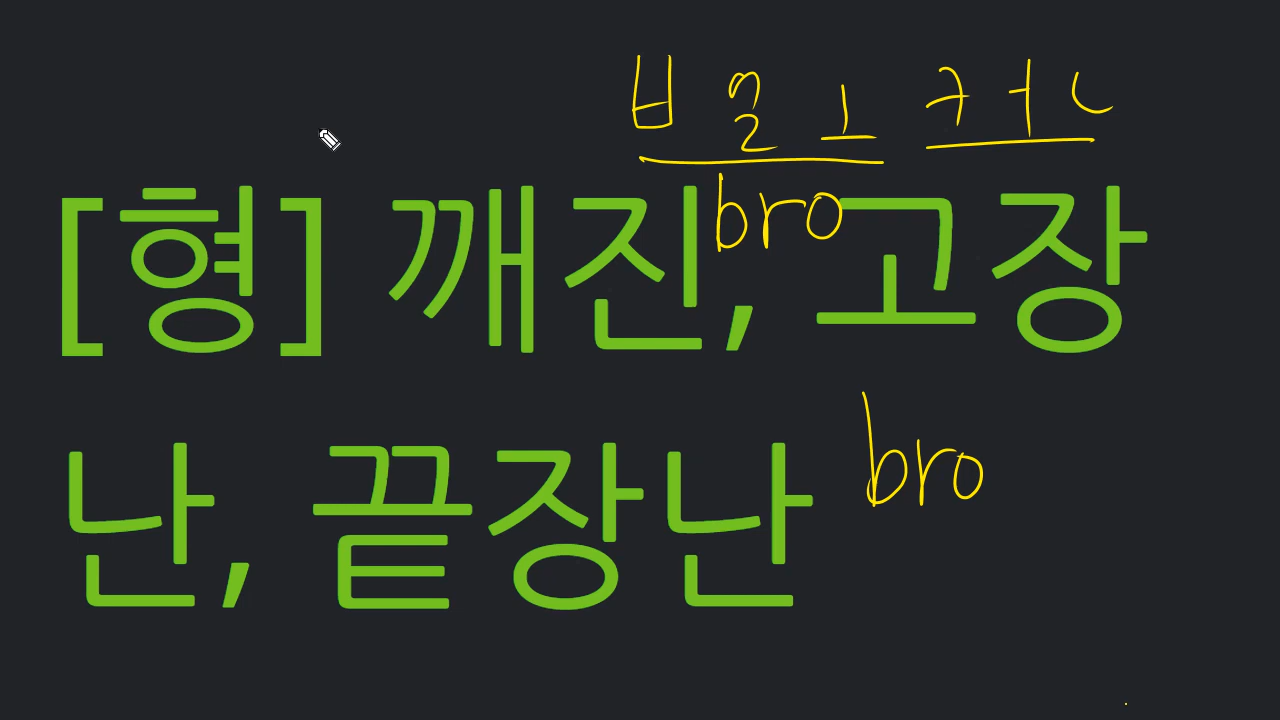 ㅂ ㄹ ㅗ ㅋ ㅓ ㄴ
bro
[형] 깨진, 고장
난, 끝장난
bro